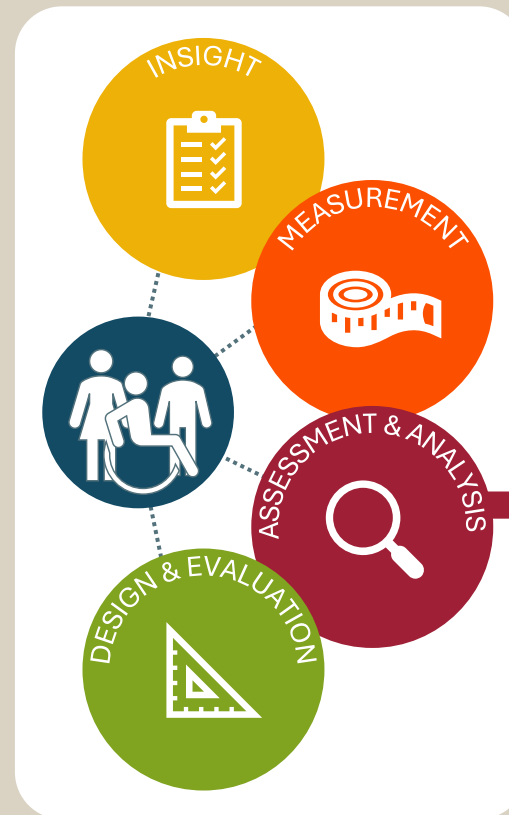 INSIGHT
MEASUREMENT
ASSESSMENT & ANALYSIS
DESIGN & EVALUATION